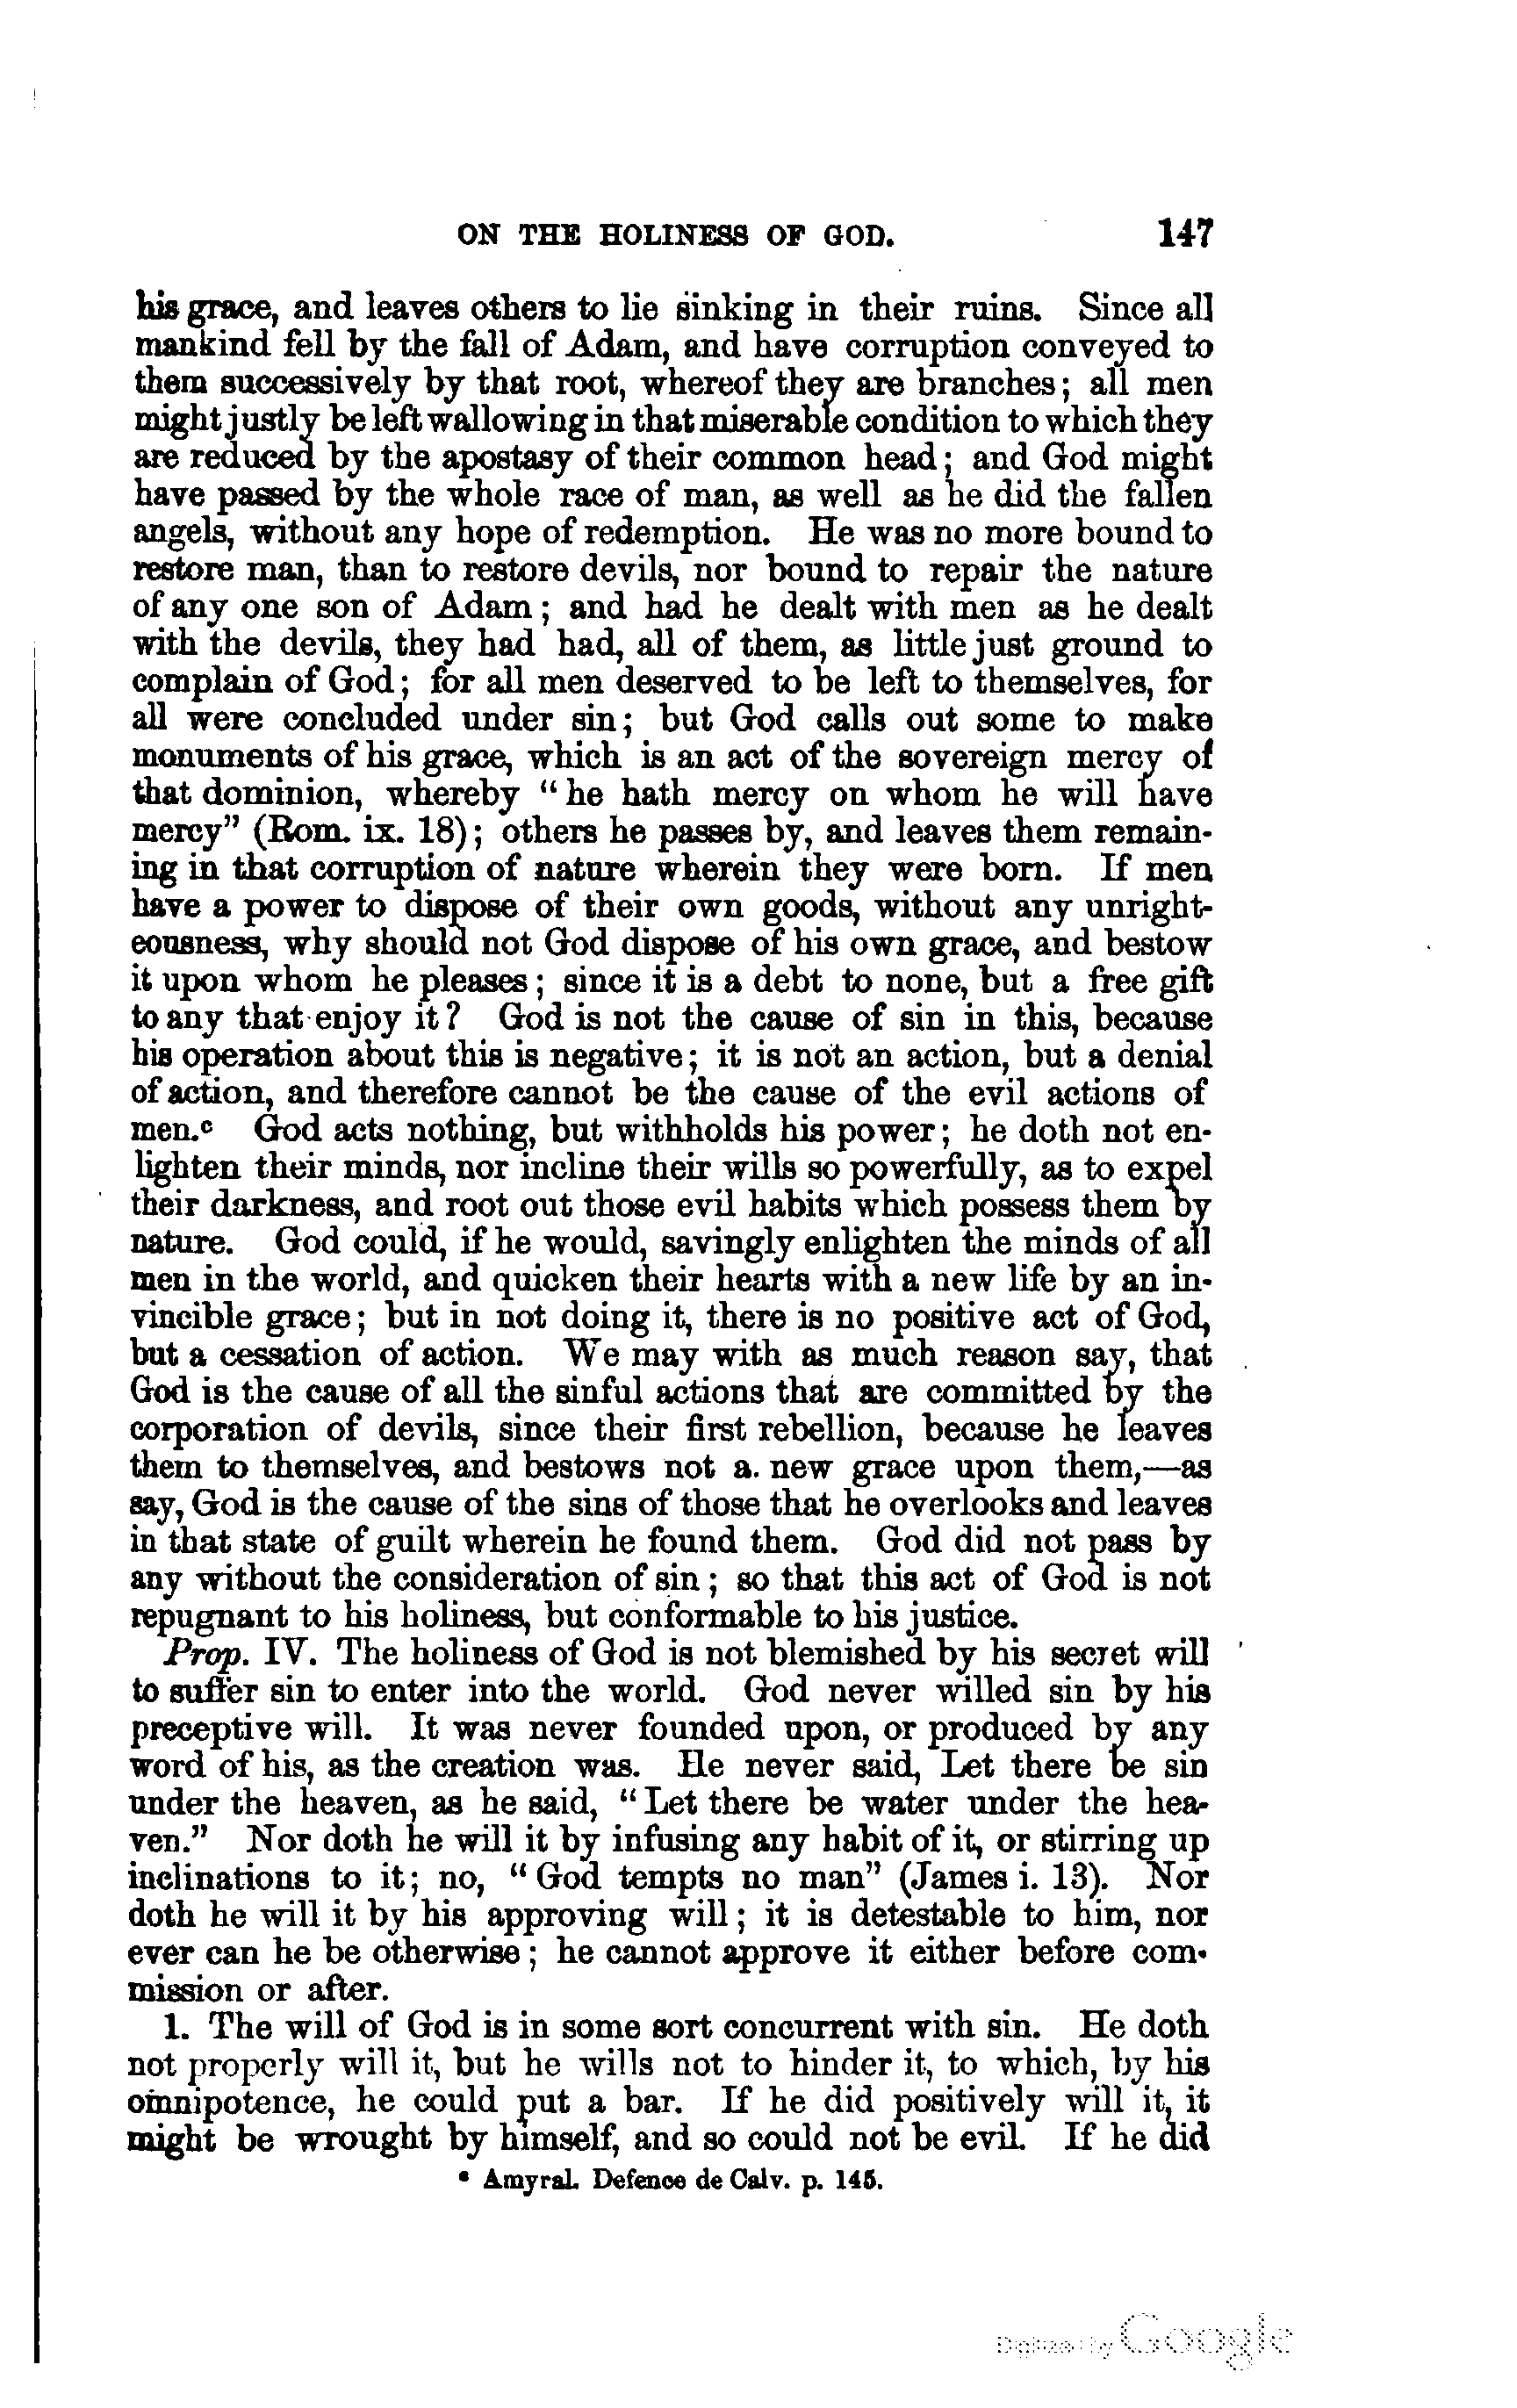 ON THE HOLINESS OF GOD. 147
his grace, and leaves others to lie sinking in their ruins. Since all
mankind fell by the fall of Adam, and have corruption conveyed to
them successively by that root, whereof they are branches; all men
might justly be left wallowing in that miserable condition to which they
are reduced by the apostasy of their common head; and God might
have passed by the whole race of man, as well as he did the fallen
angels, without any hope of redemption. He was no more bound to
restore man, than to restore devils, nor bound to repair the nature
of any one son of Adam; and had he dealt with men as he dealt
with the devils, they had had, all of them, as little just ground to
complain of God; for all men deserved to be left to themselves, for
all were concluded under sin; but God calls out some to make
monuments of his grace, which is an act of the sovereign mercy of
that dominion, whereby "he hath mercy on whom he will have
mercy" (Rom. ix. 18); others he passes by, and leaves them remain-
ing in that corruption of nature wherein they were born. If men
have a power to dispose of their own goods, without any unright-
eousness, why should not God dispose of his own grace, and bestow
it upon whom he pleases; since it is a debt to none, but a free gift
to any that enjoy it? God is not the cause of sin in this, because
his operation about this is negative; it is not an action, but a denial
of action, and therefore cannot be the cause of the evil actions of
men.c God acts nothing, but withholds his power; he doth not en-
lighten their minds, nor incline their wills so powerfully, as to expel
their darkness, and root out those evil habits which possess them by
nature. God could, if he would, savingly enlighten the minds of all
men in the world, and quicken their hearts with a new life by an in-
vincible grace; but in not doing it, there is no positive act of God,
but a cessation of action. We may with as much reason say, that
God is the cause of all the sinful actions that are committed by the
corporation of devils, since their first rebellion, because he leaves
them to themselves, and bestows not a new grace upon them,—as
say, God is the cause of the sins of those that he overlooks and leaves
in that state of guilt wherein he found them. God did not pass by
any without the consideration of sin; so that this act of God is not
repugnant to his holiness, but conformable to his justice.
Prop. IV. The holiness of God is not blemished by his secret will
to suffer sin to enter into the world. God never willed sin by his
preceptive will. It was never founded upon, or produced by any
word of his, as the creation was. He never said, Let there be sin
under the heaven, as he said, "Let there be water under the hea-
ven." Nor doth he will it by infusing any habit of it, or stirring up
inclinations to it; no, "God tempts no man" (James i. 13). Nor
doth he will it by his approving will; it is detestable to him, nor
ever can he be otherwise; he cannot approve it either before com-
mission or after.
1. The will of God is in some sort concurrent with sin. He doth
not properly will it, but he wills not to hinder it, to which, by his
omnipotence, he could put a bar. If he did positively will it, it
might be wrought by himself, and so could not be evil. If he did
c Amyral. Defence de Calv. p. 145.
Digitized by Google